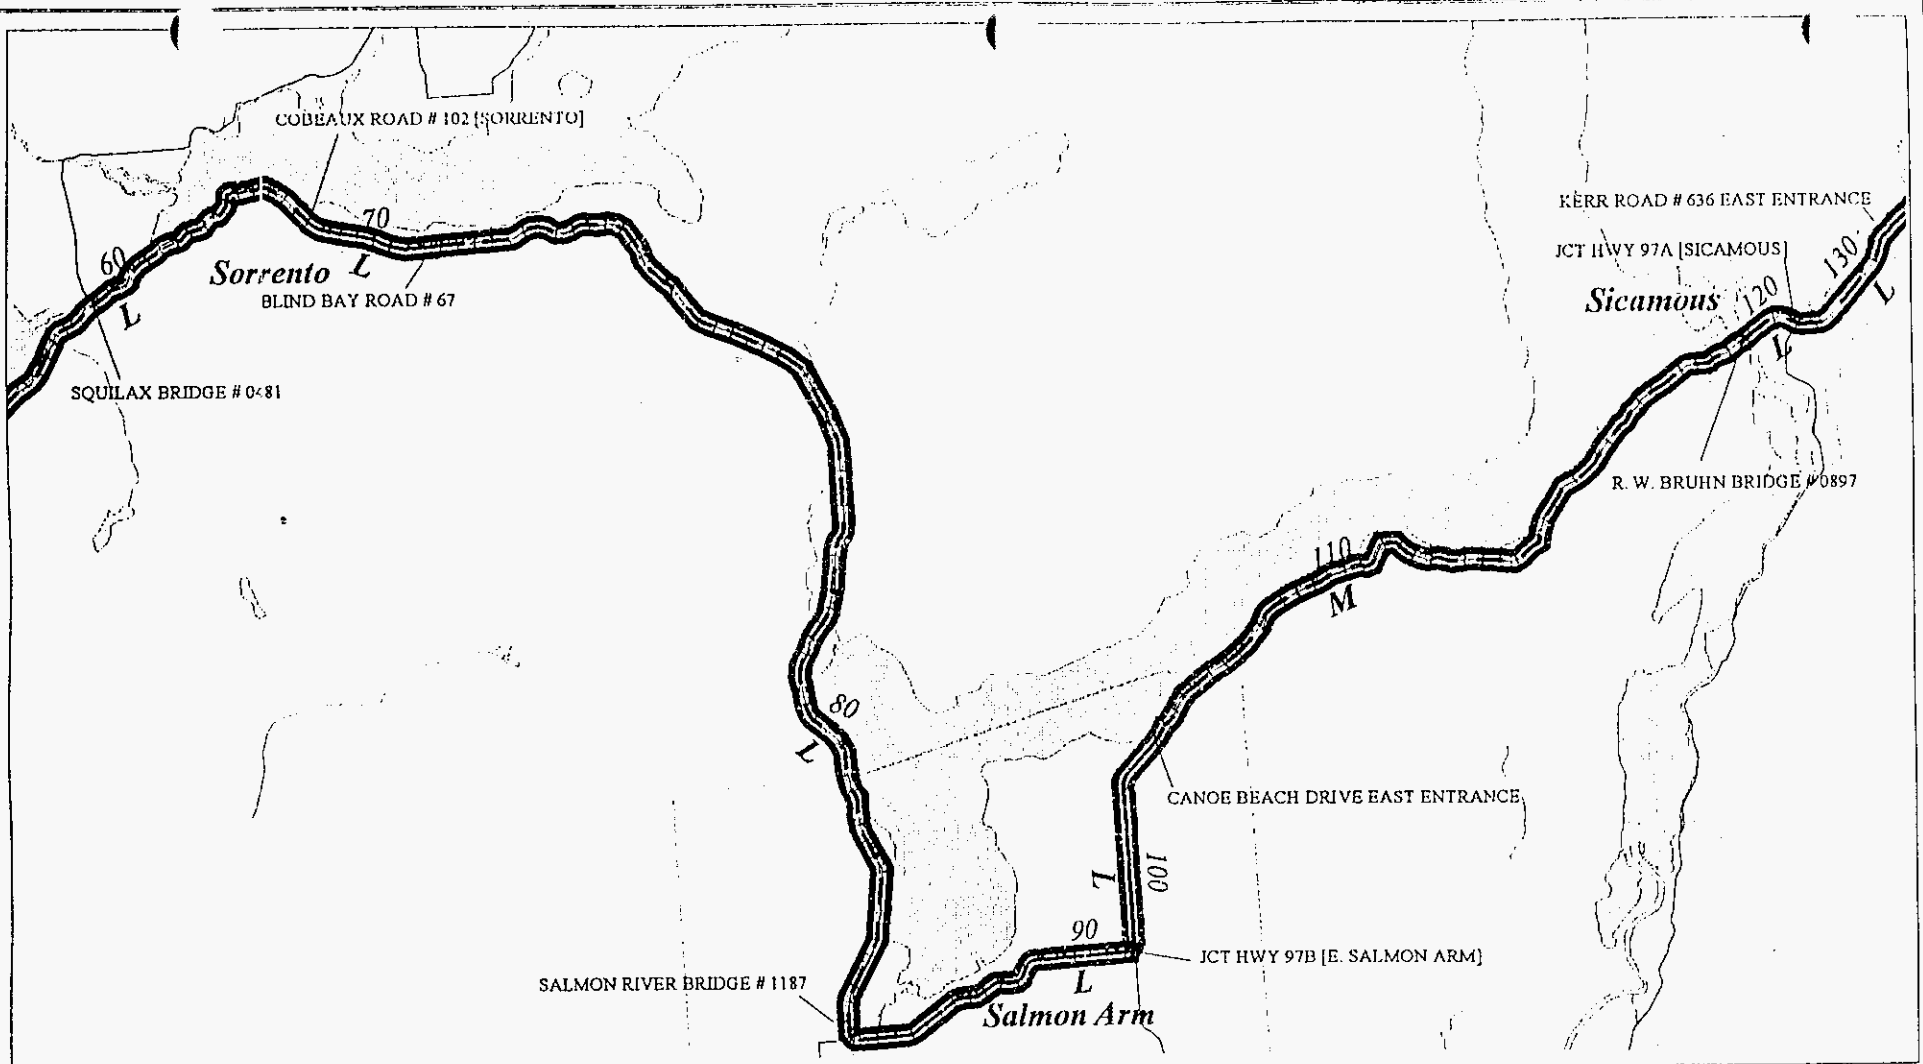 COBEAUX ROAD # 102 [SORRENTO]
KERR ROAD # 636 EAST ENTRANCE
70
JCT HWY 97A [SICAMOUS]
130
60
Sorrento
L
BLIND BAY ROAD # 67
L
Sicamous
120
L
L
SQUILAX BRIDGE # 0481
R. W. BRUHN BRIDGE # 0897
110
M
80
L
CANOE BEACH DRIVE EAST ENTRANCE
100
L
90
JCT HWY 97B [E. SALMON ARM]
L
SALMON RIVER BRIDGE # 1187
Salmon Arm